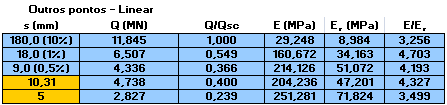 Outros pontos - Linear
s (mm) Q (MN) Q/Qsc E (MPa) Er (MPa) E/Er
180,0 (10%) 11,845 1,000 29,248 8,984 3,256
18,0 (1%) 6,507 0,549 160,672 34,163 4,703
9,0 (0.5%) 4,336 0,366 214,126 51,072 4,193
10,31 4,738 0,400 204,236 47,201 4,327
5 2,827 0,239 251,281 71,824 3,499